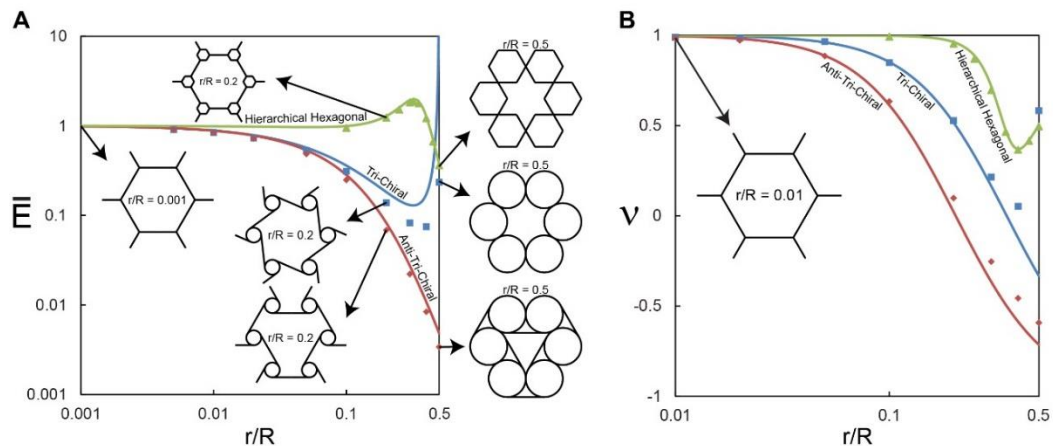 A
10
1
0.1
0.01
0.001
Ē
0.001
0.01
0.1
0.5
r/R
r/R = 0.2
Hierarchical Hexagonal
r/R = 0.001
Tri-Chiral
r/R = 0.2
Anti-Tri-Chiral
r/R = 0.2
r/R = 0.5
r/R = 0.5
r/R = 0.5
B
1
0.5
0
-0.5
-1
ν
0.01
0.1
0.5
r/R
Anti-Tri-Chiral
Tri-Chiral
Hierarchical Hexagonal
r/R = 0.01